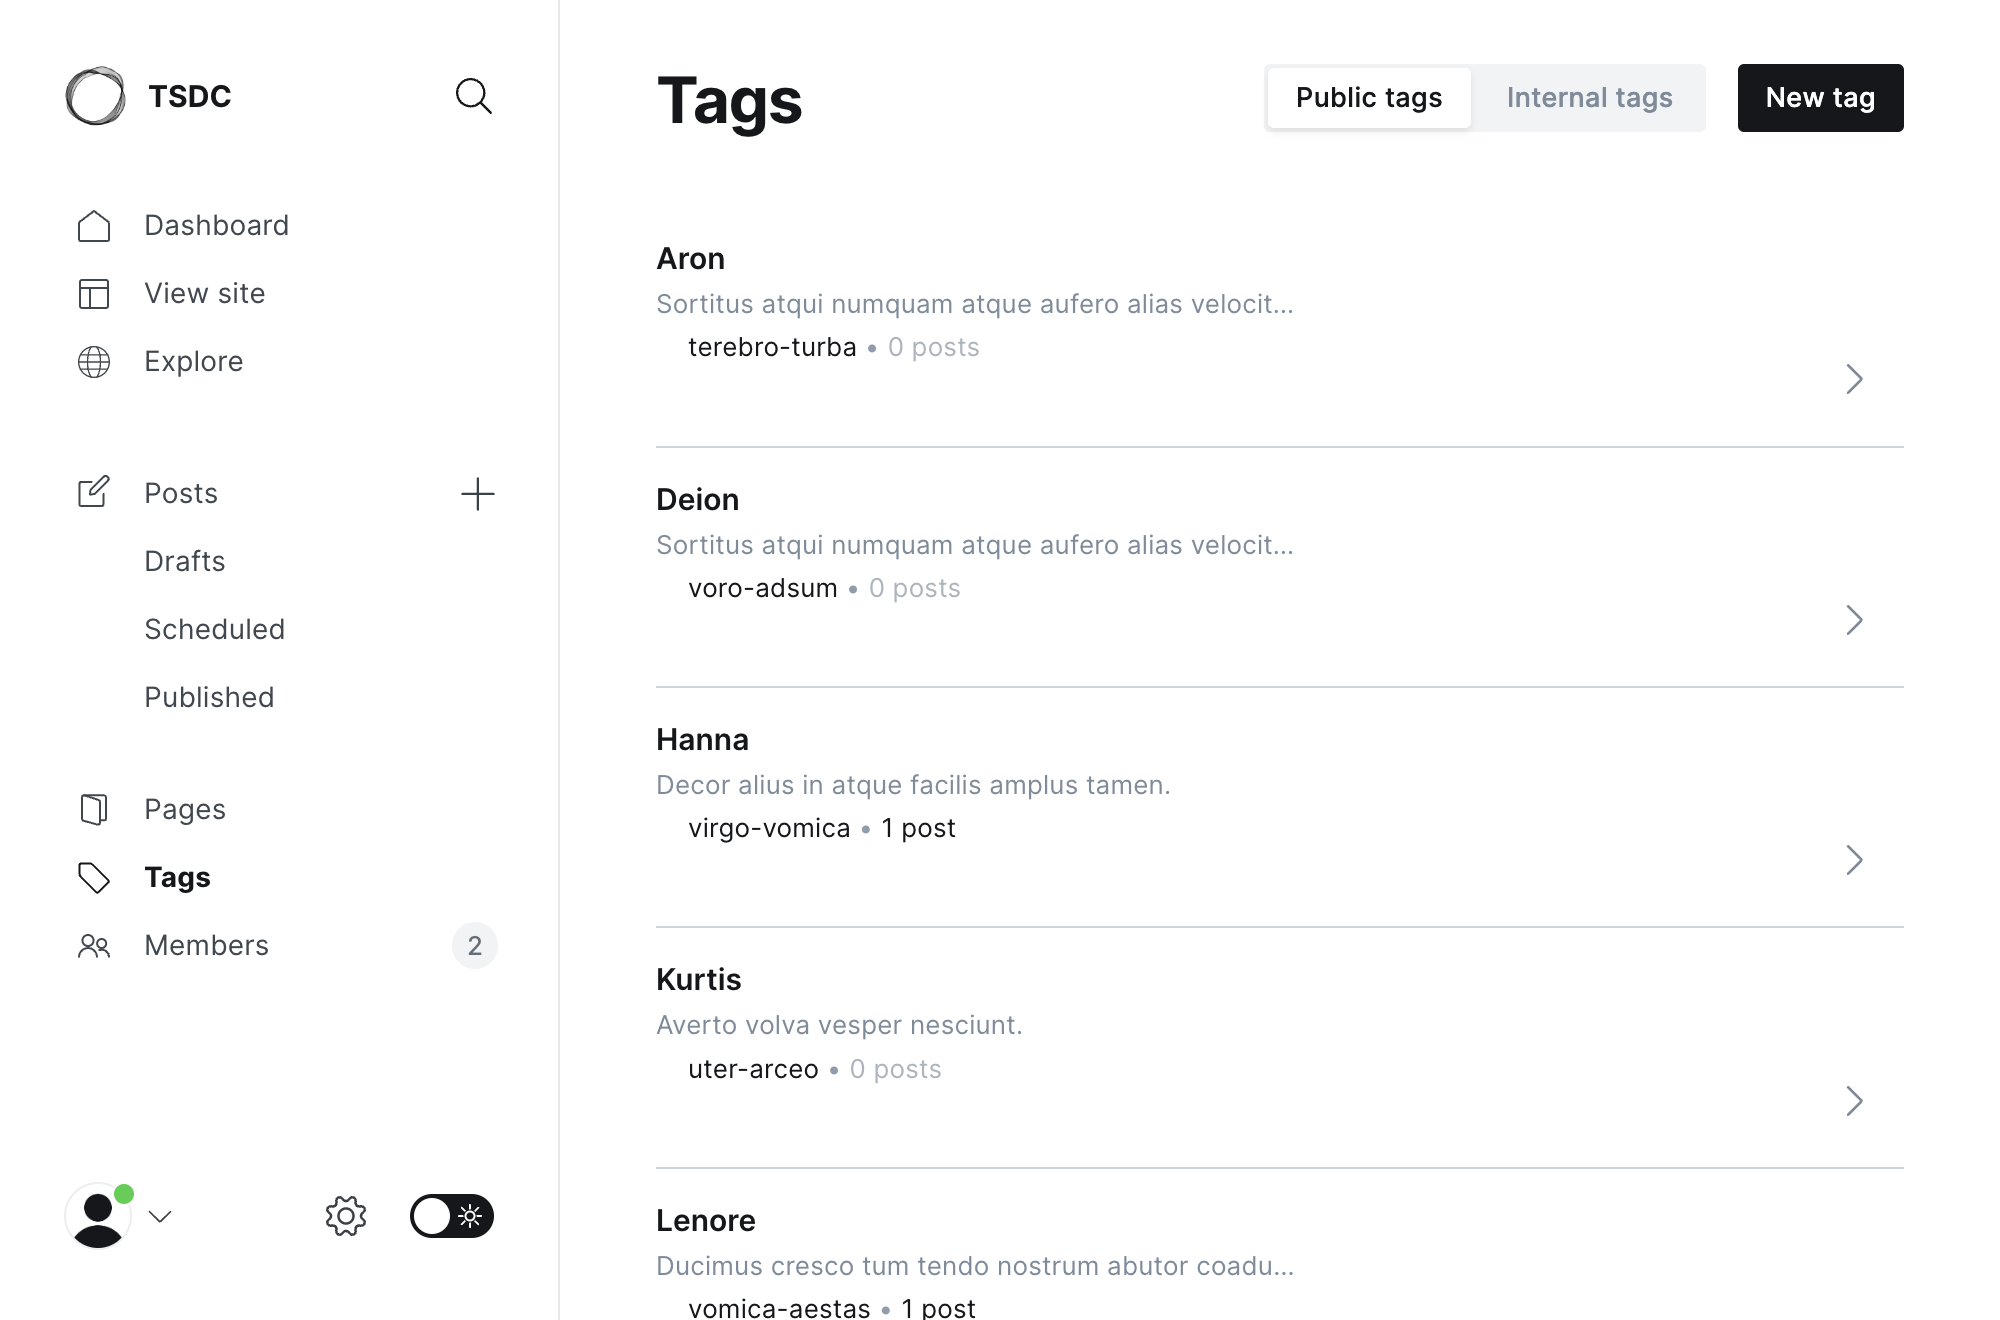 TSDC
Dashboard
View site
Explore
Posts
Drafts
Scheduled
Published
Pages
Tags
Members
2
Tags
Public tags
Internal tags
New tag
Aron
Sortitus atqui numquam atque aufero alias velocit...
terebro-turba • 0 posts
Deion
Sortitus atqui numquam atque aufero alias velocit...
voro-adsum • 0 posts
Hanna
Decor alius in atque facilis amplus tamen.
virgo-vomica • 1 post
Kurtis
Averto volva vesper nesciunt.
uter-arceo • 0 posts
Lenore
Ducimus cresco tum tendo nostrum abutor coadu...
vomica-aestas • 1 post